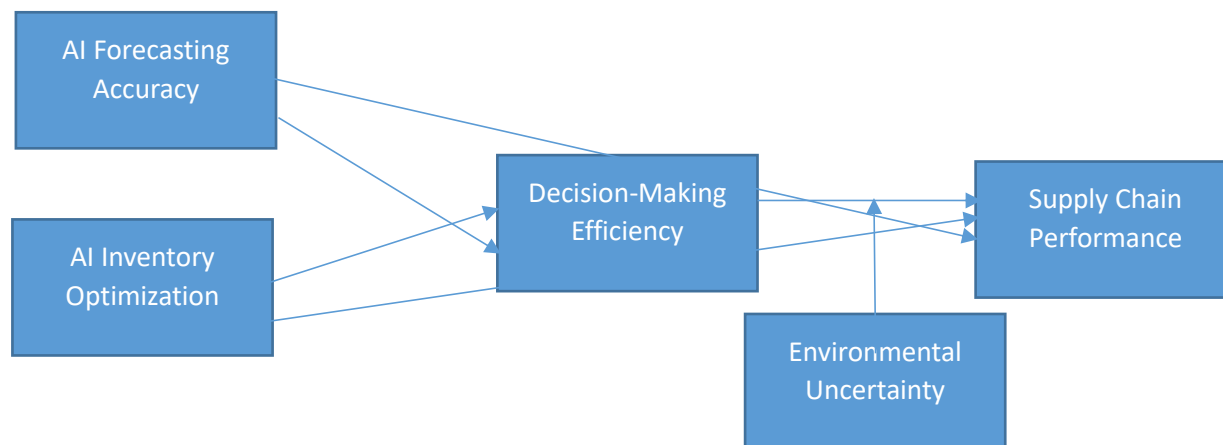 AI Forecasting
Accuracy
AI Inventory
Optimization
Decision-Making
Efficiency
Environmental
Uncertainty
Supply Chain
Performance